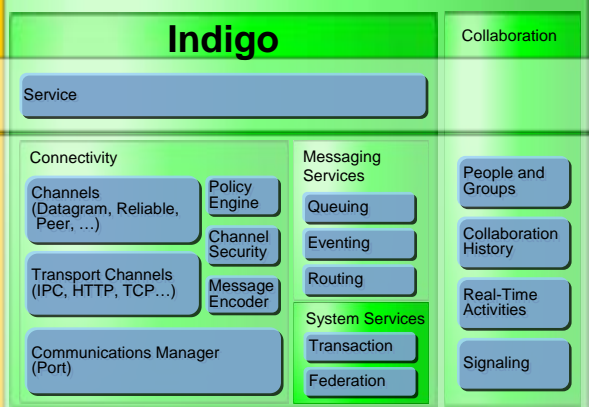 Indigo
Collaboration
Service
Connectivity
Channels
(Datagram, Reliable,
Peer, …)
Policy
Engine
Channel
Security
Transport Channels
(IPC, HTTP, TCP…)
Message
Encoder
Communications Manager
(Port)
Messaging
Services
Queuing
Eventing
Routing
System Services
Transaction
Federation
People and
Groups
Collaboration
History
Real-Time
Activities
Signaling